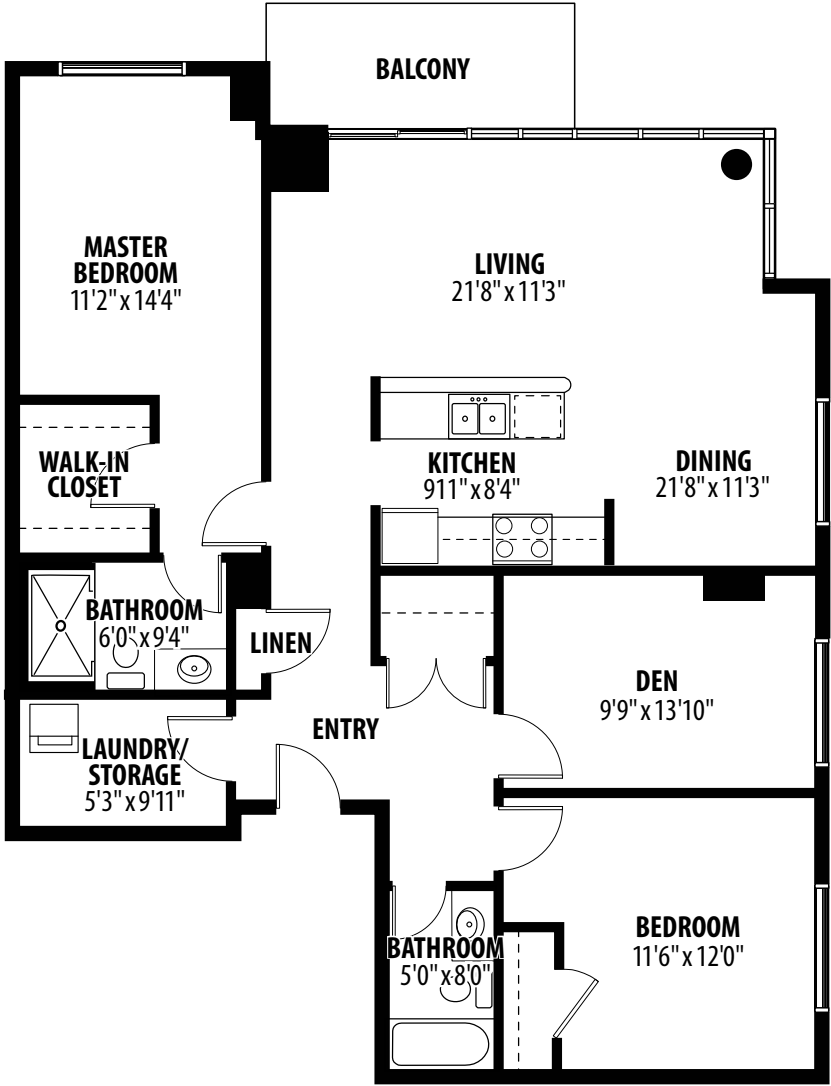 BALCONY
MASTER
BEDROOM
11'2" x 14'4"
LIVING
21'8" x 11'3"
WALK-IN
CLOSET
KITCHEN
911" x 8'4"
DINING
21'8" x 11'3"
BATHROOM
6'0" x 9'4"
LINEN
DEN
9'9" x 13'10"
ENTRY
LAUNDRY/
STORAGE
5'3" x 9'11"
BATHROOM
5'0" x 8'0"
BEDROOM
11'6" x 12'0"